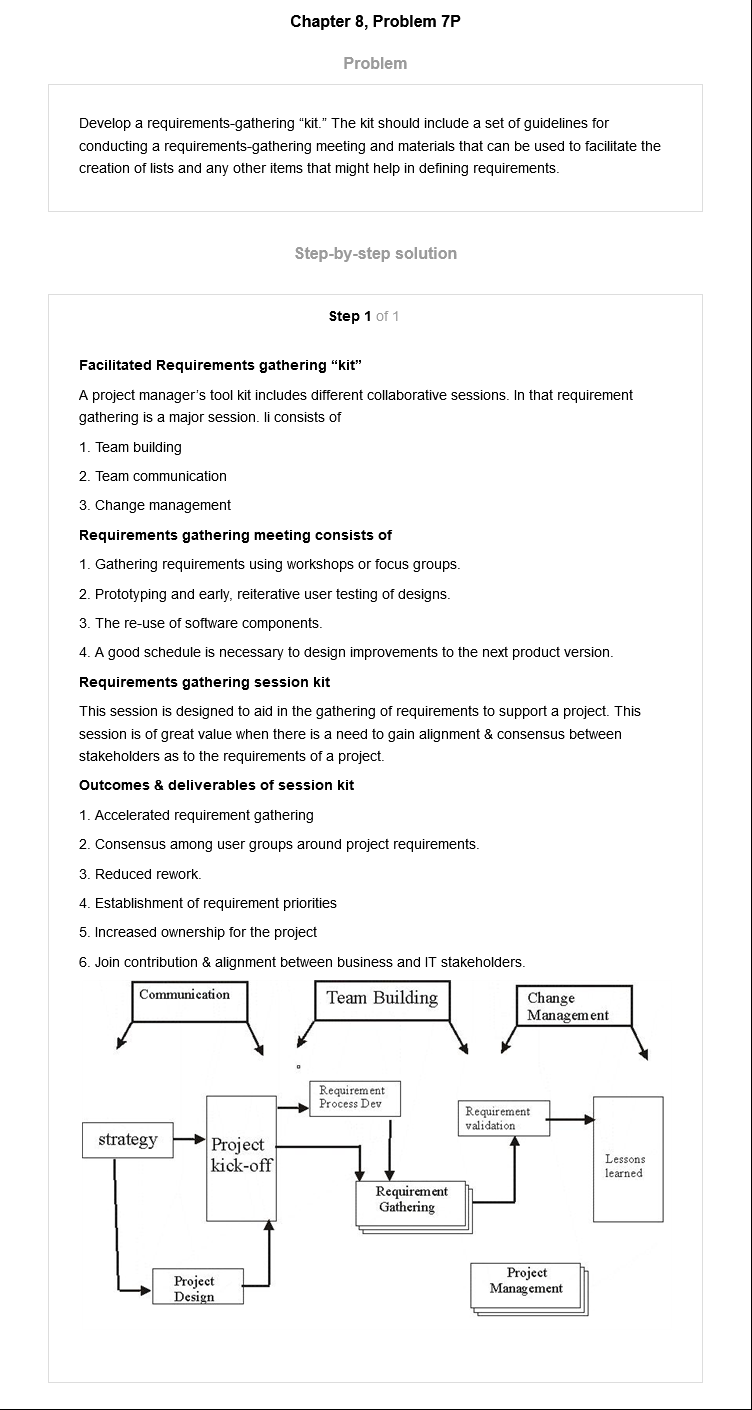 Chapter 8, Problem 7P
Problem
Develop a requirements-gathering “kit.” The kit should include a set of guidelines for
conducting a requirements-gathering meeting and materials that can be used to facilitate the
creation of lists and any other items that might help in defining requirements.
Step-by-step solution
Step 1 of 1
Facilitated Requirements gathering “kit”
A project manager’s tool kit includes different collaborative sessions. In that requirement
gathering is a major session. Ii consists of
1. Team building
2. Team communication
3. Change management
Requirements gathering meeting consists of
1. Gathering requirements using workshops or focus groups.
2. Prototyping and early, reiterative user testing of designs.
3. The re-use of software components.
4. A good schedule is necessary to design improvements to the next product version.
Requirements gathering session kit
This session is designed to aid in the gathering of requirements to support a project. This
session is of great value when there is a need to gain alignment & consensus between
stakeholders as to the requirements of a project.
Outcomes & deliverables of session kit
1. Accelerated requirement gathering
2. Consensus among user groups around project requirements.
3. Reduced rework.
4. Establishment of requirement priorities
5. Increased ownership for the project
6. Join contribution & alignment between business and IT stakeholders.
Communication
Team Building
Change
Management
Requirement
Process Dev
Requirement
validation
strategy
Project
kick-off
Lessons
learned
Requirement
Gathering
Project
Design
Project
Management